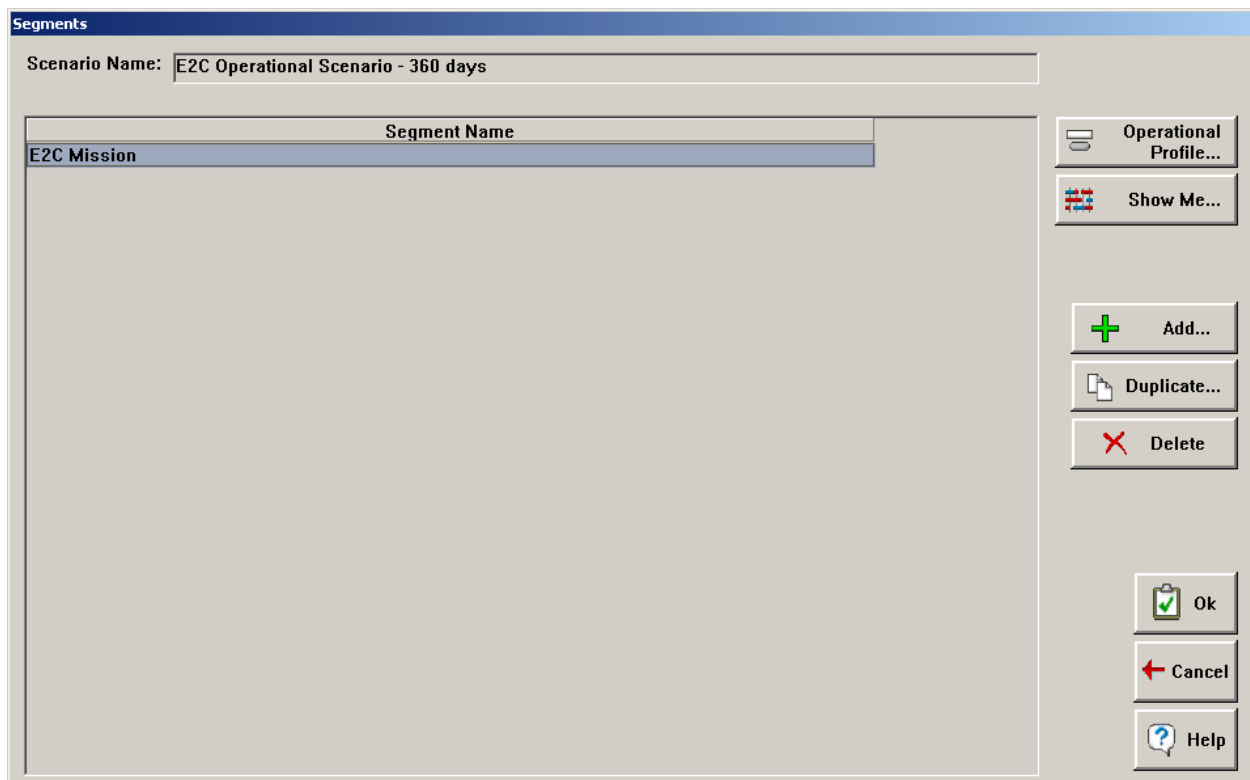 Segments
Scenario Name: E2C Operational Scenario - 360 days
Segment Name
E2C Mission
Operational
Profile...
Show Me...
Add...
Duplicate...
Delete
Ok
Cancel
Help